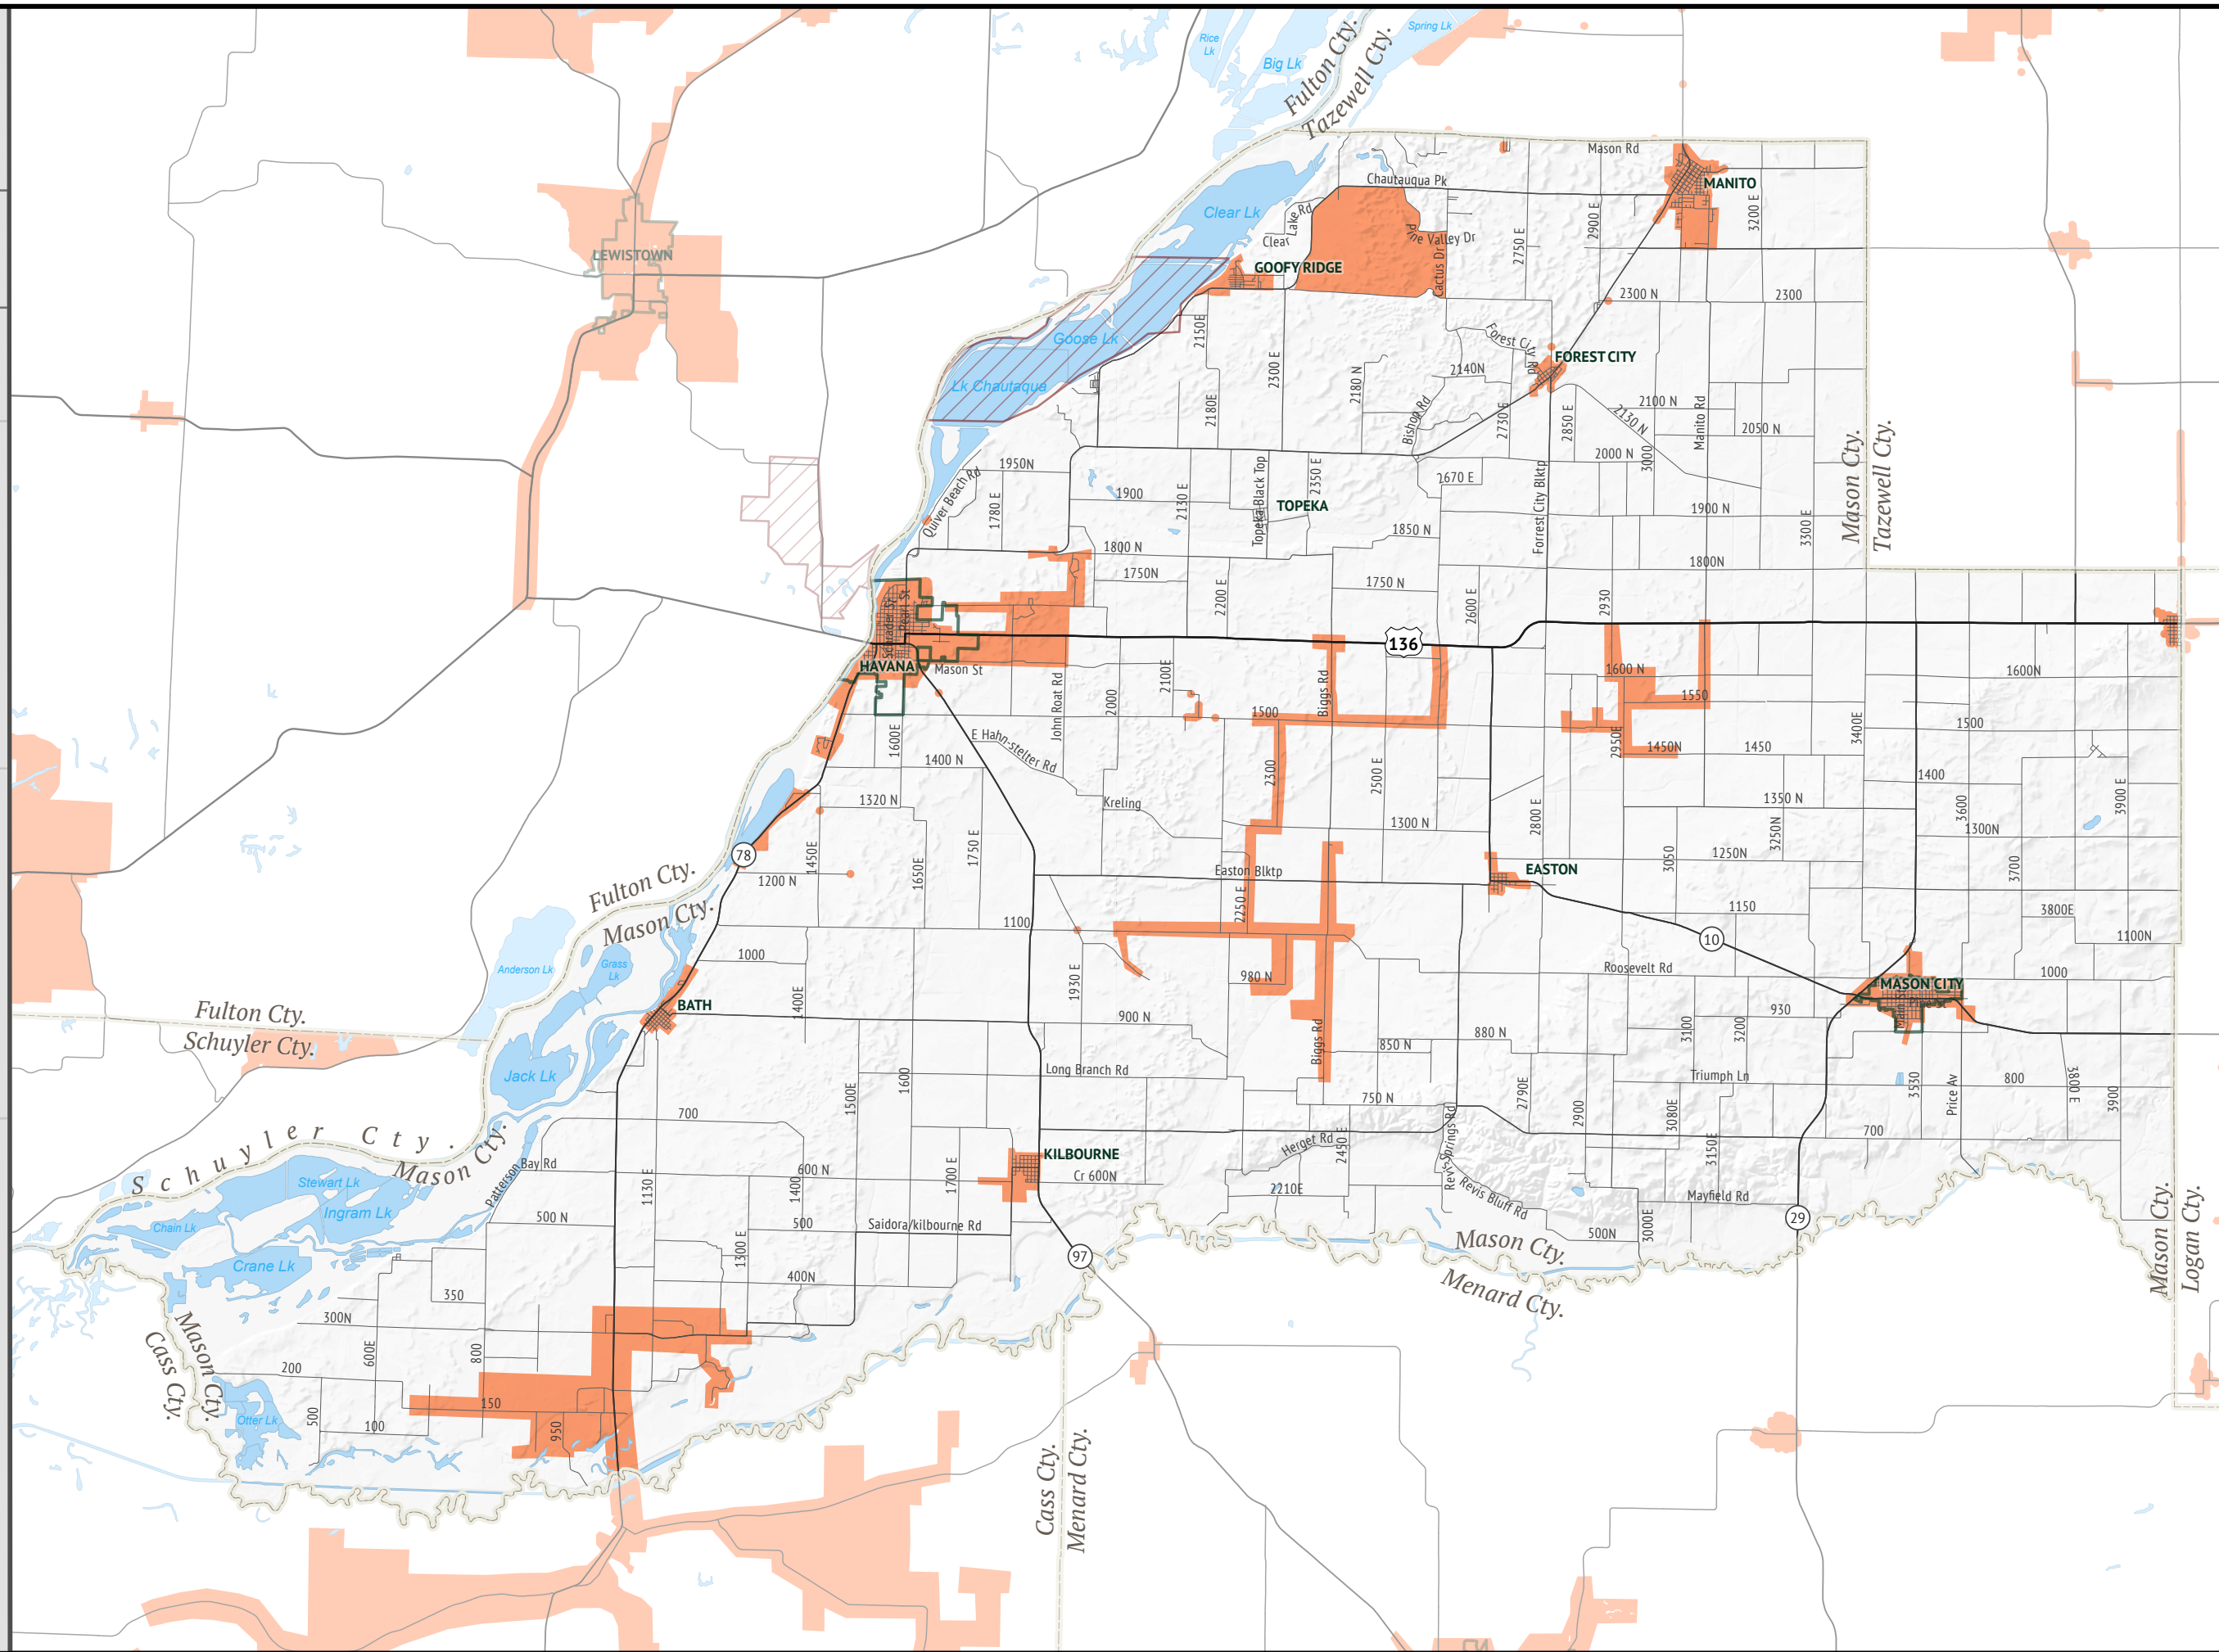 Rice
Lk
Big Lk
Spring Lk
Fulton Cty.
Tazewell Cty.
Mason Rd
MANITO
Chautauqua Pk
3200 E
2900 E
Clear Lk
Clear
Lake Rd
Pine Valley Dr
2750 E
LEWISTOWN
GOOFY RIDGE
Cactus Dr
2300 N
2300
Goose Lk
2150E
Forest City Rd
FOREST CITY
2300 E
2140N
2180 N
Lk Chautauqua
2180E
Bishop Rd
2730 E
2850 E
2100 N
2130 N
Manito Rd
2050 N
Mason Cty.
Tazewell Cty.
2000 N
3000
1950N
Quiver Beach Rd
1780 E
1900
2130 E
Topeka Black Top
2350 E
2670 E
TOPEKA
Forrest City Blktp
1900 N
1850 N
3300 E
1800 N
1800N
1750N
1750 N
2200 E
2600 E
2930
Schrader St
Pearl St
136
HAVANA
Mason St
2100E
1600 N
1600N
John Roat Rd
2000
Biggs Rd
1550
1500
1500
1600E
E Hahn-stelter Rd
2950E
1450N
1450
3400E
1400 N
2300
2500 E
1400
1320 N
Kreling
1300 N
2800 E
1350 N
3250N
3600
1300N
3900 E
78
1450E
1650E
1750 E
1250N
3050
3700
1200 N
Easton Blktp
EASTON
2250 E
Fulton Cty.
Mason Cty.
1100
1150
3800E
10
1100N
Anderson Lk
Grass
Lk
1000
1930 E
980 N
Roosevelt Rd
1000
MASON CITY
1400E
BATH
900 N
930
Fulton Cty.
Schuyler Cty.
Biggs Rd
850 N
880 N
3100
3200
Jack Lk
Long Branch Rd
Triumph Ln
800
1500E
1600
750 N
2790E
2900
3080E
3530
Price Av
3800 E
3900
700
700
Schuyler Cty.
Mason Cty.
Herget Rd
2450 E
Revis Springs Rd
3150E
KILBOURNE
Patterson Bay Rd
1130 E
600 N
1400
1700 E
Cr 600N
Stewart Lk
Ingram Lk
Chain Lk
2210E
Revis Bluff Rd
Mayfield Rd
500 N
500
Saidora/kilbourne Rd
3000E
500N
29
Mason Cty.
Logan Cty.
Crane Lk
1300 E
97
Mason Cty.
Menard Cty.
400N
350
300N
Mason Cty.
Cass Cty.
600E
800
200
150
Otter Lk
500
100
950
Cass Cty.
Menard Cty.